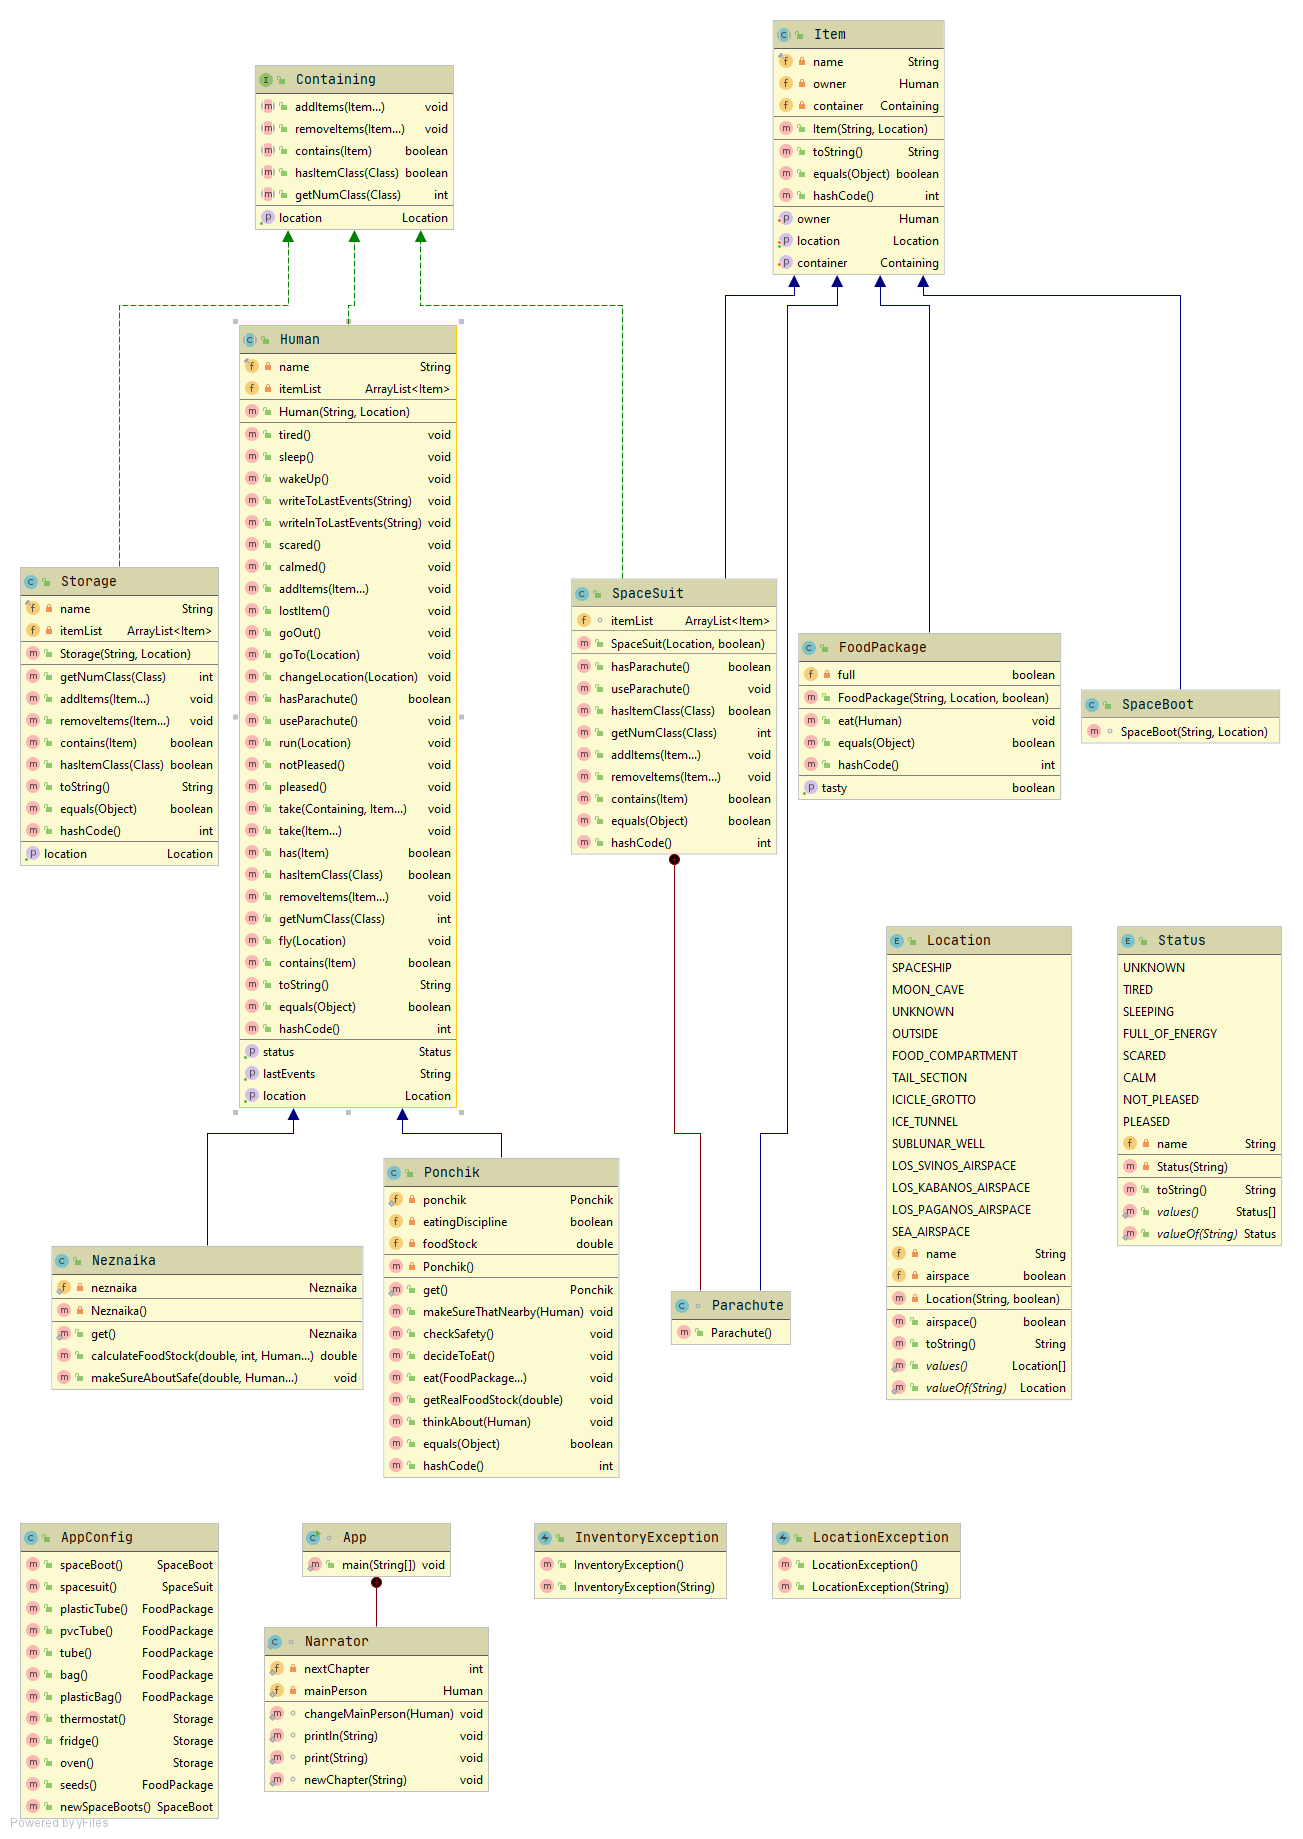 Item
name String
owner Human
container Containing
Item(String, Location)
toString() String
equals(Object) boolean
hashCode() int
owner Human
location Location
container Containing
Containing
addItems(Item...) void
removeItems(Item...) void
contains(Item) boolean
hasItemClass(Class) boolean
getNumClass(Class) int
location Location
Human
name String
itemList ArrayList<Item>
Human(String, Location)
tired() void
sleep() void
wakeUp() void
writeToLastEvents(String) void
writelnToLastEvents(String) void
scared() void
calmed() void
addItems(Item...) void
lostItem() void
goOut() void
goTo(Location) void
changeLocation(Location) void
hasParachute() boolean
useParachute() void
run(Location) void
notPleased() void
pleased() void
take(Containing, Item...) void
take(Item...) void
has(Item) boolean
hasItemClass(Class) boolean
removeItems(Item...) void
getNumClass(Class) int
fly(Location) void
contains(Item) boolean
toString() String
equals(Object) boolean
hashCode() int
status Status
lastEvents String
location Location
Storage
name String
itemList ArrayList<Item>
Storage(String, Location)
getNumClass(Class) int
addItems(Item...) void
removeItems(Item...) void
contains(Item) boolean
hasItemClass(Class) boolean
toString() String
equals(Object) boolean
hashCode() int
location Location
SpaceSuit
itemList ArrayList<Item>
SpaceSuit(Location, boolean)
hasParachute() boolean
useParachute() void
hasItemClass(Class) boolean
getNumClass(Class) int
addItems(Item...) void
removeItems(Item...) void
contains(Item) boolean
equals(Object) boolean
hashCode() int
FoodPackage
full boolean
FoodPackage(String, Location, boolean)
eat(Human) void
equals(Object) boolean
hashCode() int
tasty boolean
SpaceBoot
SpaceBoot(String, Location)
Location
SPACESHIP
MOON_CAVE
UNKNOWN
OUTSIDE
FOOD_COMPARTMENT
TAIL_SECTION
ICICLE_GROTTO
ICE_TUNNEL
SUBLUNAR_WELL
LOS_SVINOS_AIRSPACE
LOS_KABANOS_AIRSPACE
LOS_PAGANOS_AIRSPACE
SEA_AIRSPACE
name String
airspace boolean
Location(String, boolean)
airspace() boolean
toString() String
values() Location[]
valueOf(String) Location
Status
UNKNOWN
TIRED
SLEEPING
FULL_OF_ENERGY
SCARED
CALM
NOT_PLEASED
PLEASED
name String
Status(String)
toString() String
values() Status[]
valueOf(String) Status
Neznaika
neznaika Neznaika
Neznaika()
get() Neznaika
calculateFoodStock(double, int, Human...) double
makeSureAboutSafe(double, Human...) void
Ponchik
ponchik Ponchik
eatingDiscipline boolean
foodStock double
Ponchik()
get() Ponchik
makeSureThatNearby(Human) void
checkSafety() void
decideToEat() void
eat(FoodPackage...) void
getRealFoodStock(double) void
thinkAbout(Human) void
equals(Object) boolean
hashCode() int
Parachute
Parachute()
AppConfig
spaceBoot() SpaceBoot
spacesuit() SpaceSuit
plasticTube() FoodPackage
pvcTube() FoodPackage
tube() FoodPackage
bag() FoodPackage
plasticBag() FoodPackage
thermostat() Storage
fridge() Storage
oven() Storage
seeds() FoodPackage
newSpaceBoots() SpaceBoot
App
main(String[]) void
Narrator
nextChapter int
mainPerson Human
changeMainPerson(Human) void
println(String) void
print(String) void
newChapter(String) void
InventoryException
InventoryException()
InventoryException(String)
LocationException
LocationException()
LocationException(String)
Powered by yFiles